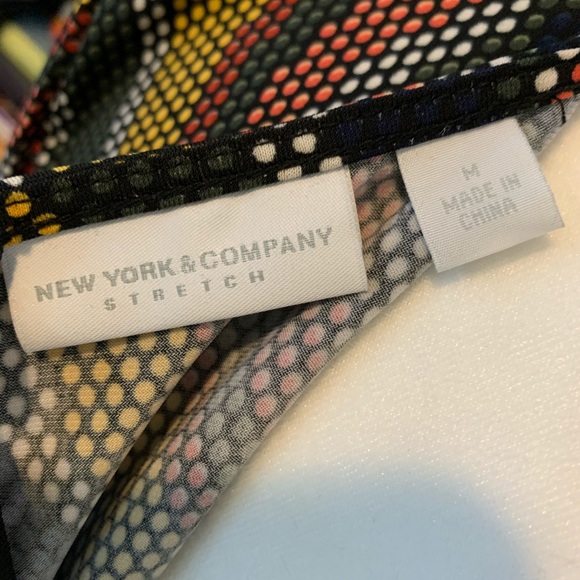 NEW YORK & COMPANY
STRETCH
M
MADE IN
CHINA